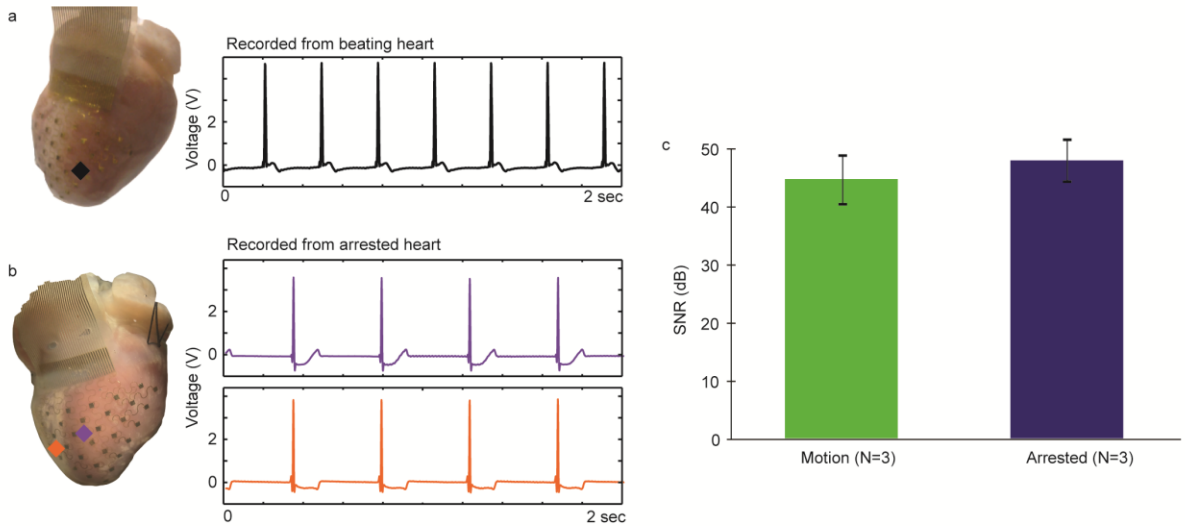 a
Recorded from beating heart
Voltage (V)
2
0
0
2 sec
b
Recorded from arrested heart
Voltage (V)
2
0
2
0
0
2 sec
c
SNR (dB)
50
40
30
20
10
0
Motion (N=3)
Arrested (N=3)